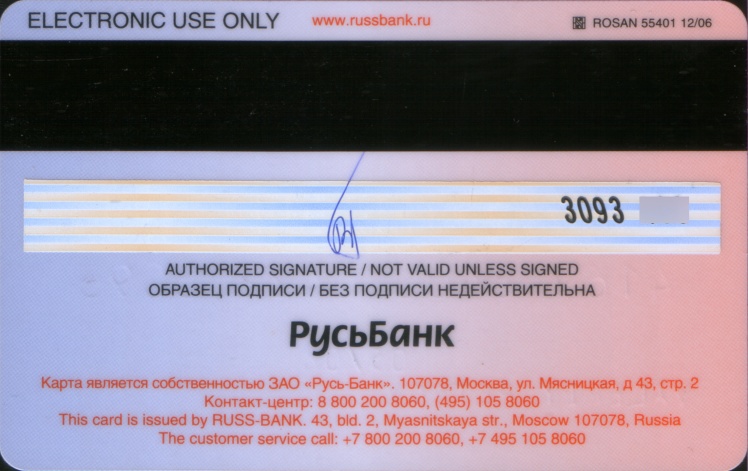 ELECTRONIC USE ONLY www.russbank.ru ROSAN 55401 12/06
3093
AUTHORIZED SIGNATURE / NOT VALID UNLESS SIGNED
ОБРАЗЕЦ ПОДПИСИ / БЕЗ ПОДПИСИ НЕДЕЙСТВИТЕЛЬНА
РусьБанк
Карта является собственностью ЗАО «Русь-Банк». 107078, Москва, ул. Мясницкая, д 43, стр. 2
Контакт-центр: 8 800 200 8060, (495) 105 8060
This card is issued by RUSS-BANK. 43, bld. 2, Myasnitskaya str., Moscow 107078, Russia
The customer service call: +7 800 200 8060, +7 495 105 8060